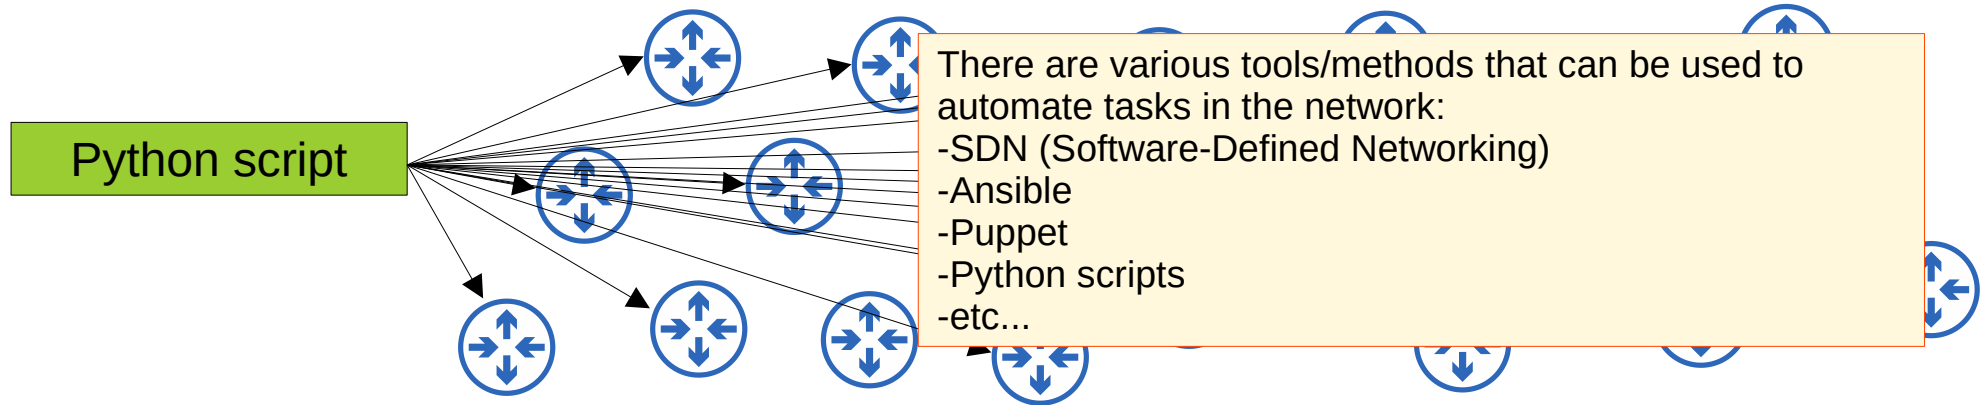 Python script
There are various tools/methods that can be used to
automate tasks in the network:
-SDN (Software-Defined Networking)
-Ansible
-Puppet
-Python scripts
-etc...